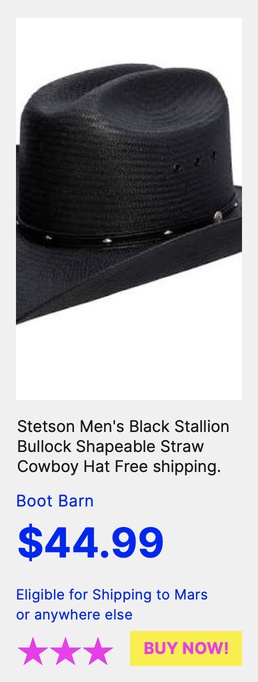 Stetson Men's Black Stallion
Bullock Shapeable Straw
Cowboy Hat Free shipping.
Boot Barn
$44.99
Eligible for Shipping to Mars
or anywhere else
BUY NOW!